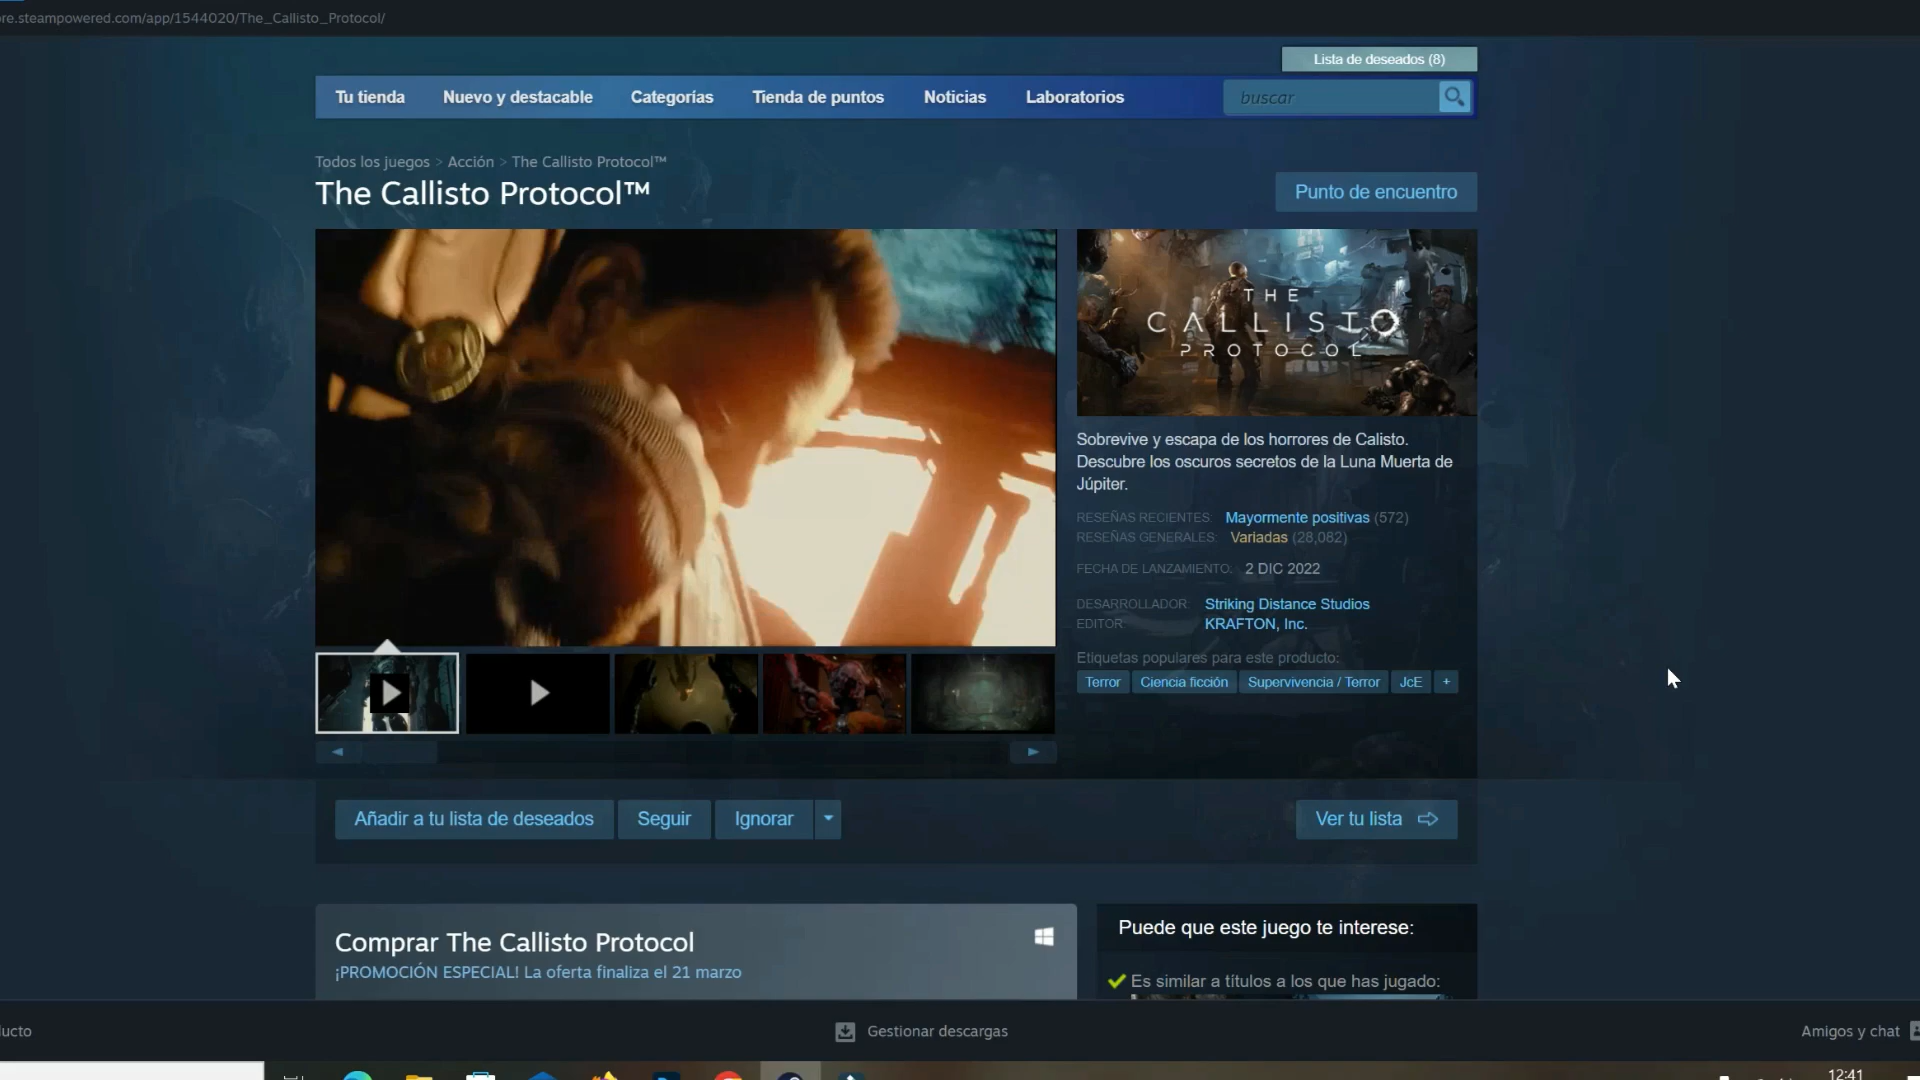 re.steampowered.com/app/1544020/The_Callisto_Protocol/
Lista de deseados (8)
Tu tienda Nuevo y destacable Categorías Tienda de puntos Noticias Laboratorios buscar
Todos los juegos > Acción > The Callisto Protocol™
The Callisto Protocol™
Punto de encuentro
THE
CALLISTO
PROTOCOL
Sobrevive y escapa de los horrores de Calisto.
Descubre los oscuros secretos de la Luna Muerta de
Júpiter.
RESEÑAS RECIENTES: Mayormente positivas (572)
RESEÑAS GENERALES: Variadas (28,082)
FECHA DE LANZAMIENTO: 2 DIC 2022
DESARROLLADOR: Striking Distance Studios
EDITOR: KRAFTON, Inc.
Etiquetas populares para este producto:
Terror Ciencia ficción Supervivencia / Terror JcE +
Añadir a tu lista de deseados Seguir Ignorar Ver tu lista
Comprar The Callisto Protocol
¡PROMOCIÓN ESPECIAL! La oferta finaliza el 21 marzo
Puede que este juego te interese:
Es similar a títulos a los que has jugado:
ucto Gestionar descargas Amigos y chat
12:41